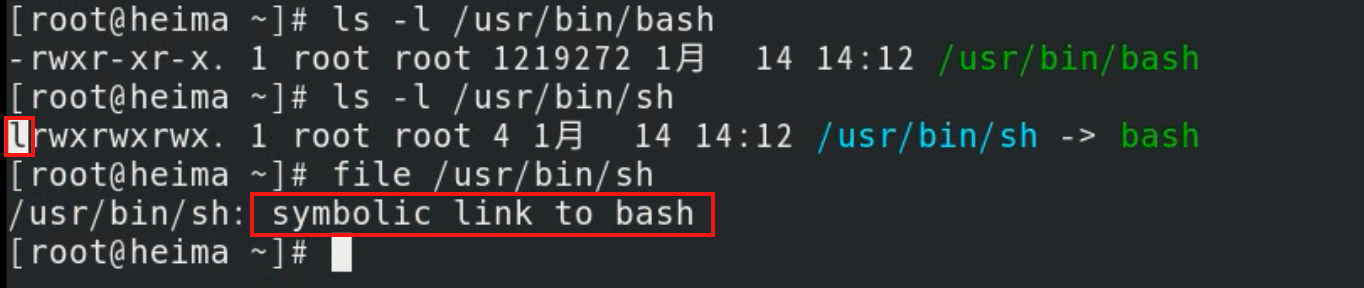 [root@heima ~]# ls -l /usr/bin/bash
-rwxr-xr-x. 1 root root 1219272 1月  14 14:12 /usr/bin/bash
[root@heima ~]# ls -l /usr/bin/sh
lrwxrwxrwx. 1 root root 4 1月  14 14:12 /usr/bin/sh -> bash
[root@heima ~]# file /usr/bin/sh
/usr/bin/sh: symbolic link to bash
[root@heima ~]#